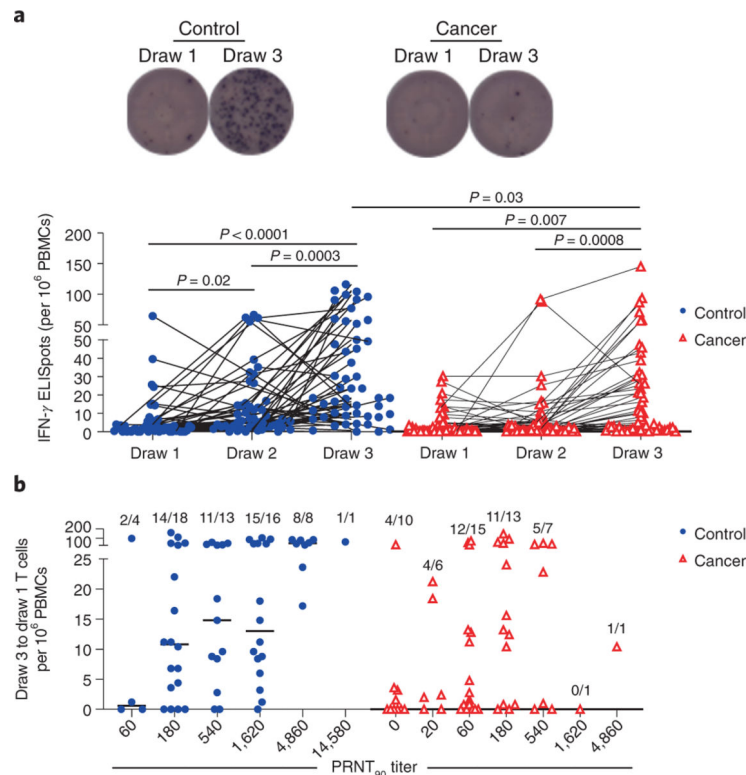 a
Control Cancer
Draw 1 Draw 3 Draw 1 Draw 3
P = 0.03
P = 0.007
P < 0.0001
P = 0.0003 P = 0.0008
P = 0.02
IFN-γ ELISpots (per 10⁶ PBMCs)
200
150
100
50
50
40
30
20
10
0
Control
Cancer
Draw 1 Draw 2 Draw 3 Draw 1 Draw 2 Draw 3
b
2/4 14/18 11/13 15/16 8/8 1/1 4/10 4/6 12/15 11/13 5/7 0/1 1/1
Draw 3 to draw 1 T cells
per 10⁶ PBMCs
200
100
25
20
15
10
5
0
Control
Cancer
60 180 540 1,620 4,860 14,580 0 20 60 180 540 1,620 4,860
PRNT₉₀ titer